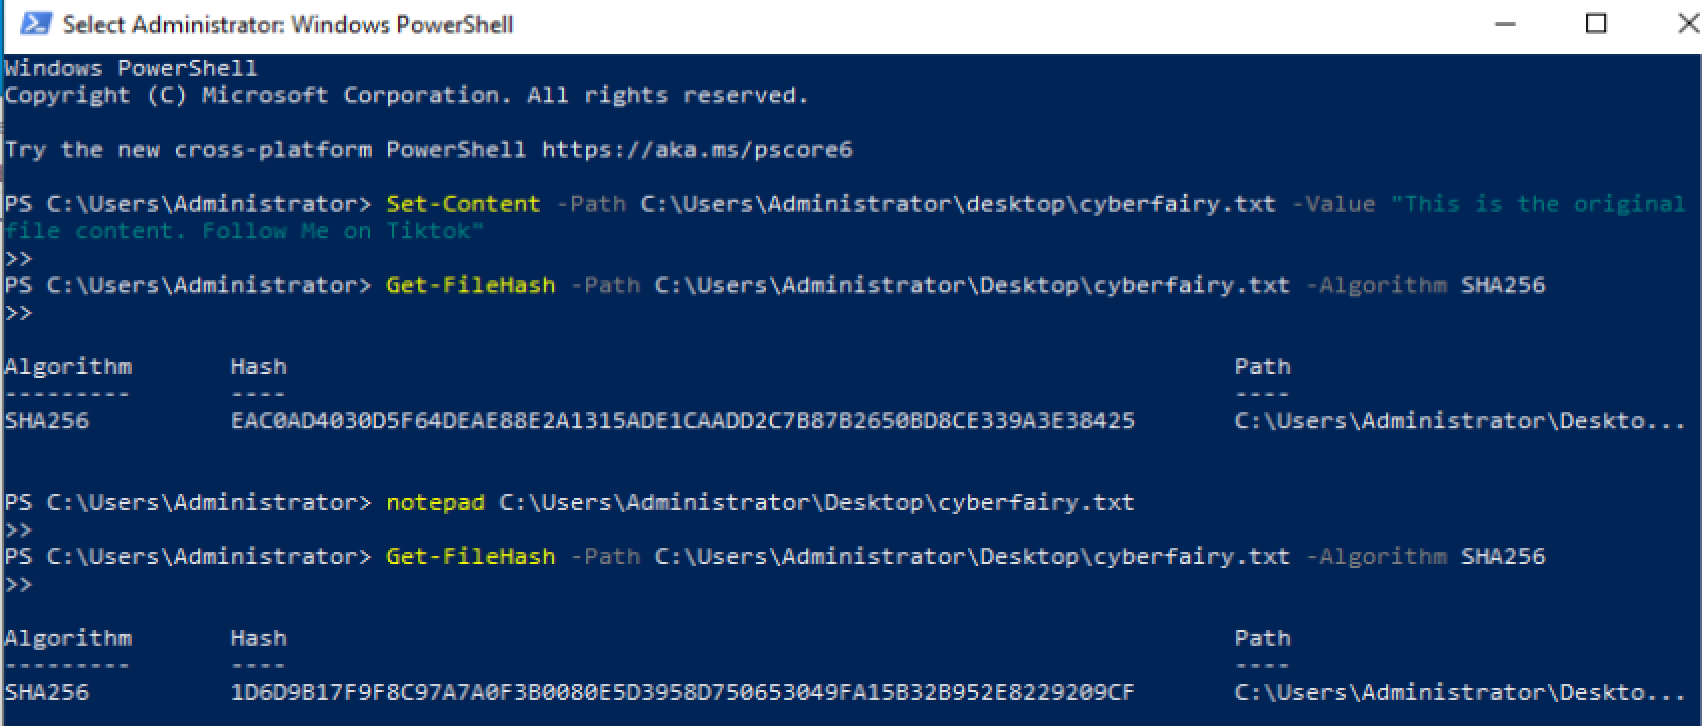 Select Administrator: Windows PowerShell
Windows PowerShell
Copyright (C) Microsoft Corporation. All rights reserved.
Try the new cross-platform PowerShell https://aka.ms/pscore6
PS C:\Users\Administrator> Set-Content -Path C:\Users\Administrator\desktop\cyberfairy.txt -Value "This is the original
file content. Follow Me on Tiktok"
>>
PS C:\Users\Administrator> Get-FileHash -Path C:\Users\Administrator\Desktop\cyberfairy.txt -Algorithm SHA256
>>
Algorithm Hash Path
--------- ---- ----
SHA256 EAC0AD4030D5F64DEAE88E2A1315ADE1CAADD2C7B87B2650BD8CE339A3E38425 C:\Users\Administrator\Deskto...
PS C:\Users\Administrator> notepad C:\Users\Administrator\Desktop\cyberfairy.txt
>>
PS C:\Users\Administrator> Get-FileHash -Path C:\Users\Administrator\Desktop\cyberfairy.txt -Algorithm SHA256
>>
Algorithm Hash Path
--------- ---- ----
SHA256 1D6D9B17F9F8C97A7A0F3B0080E5D3958D750653049FA15B32B952E8229209CF C:\Users\Administrator\Deskto...